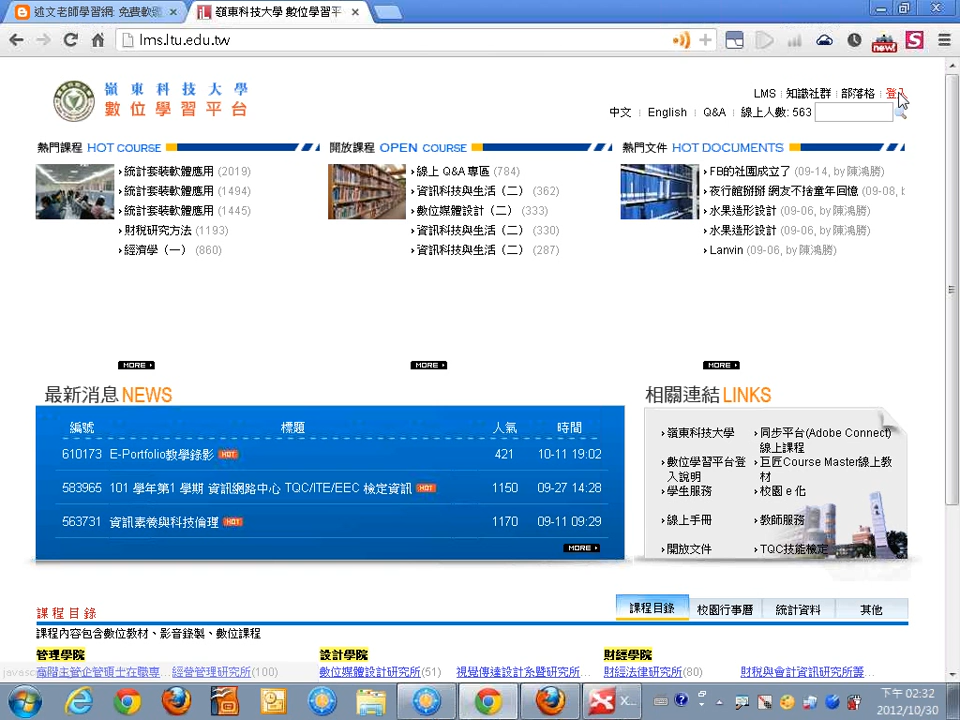 述文老師學習網: 免費軟體
嶺東科技大學 數位學習平
lms.ltu.edu.tw
now!
嶺東科技大學
數位學習平台
LMS 知識社群 部落格 登入
中文 English Q&A 線上人數: 563
熱門課程 HOT COURSE
統計套裝軟體應用 (2019)
統計套裝軟體應用 (1494)
統計套裝軟體應用 (1445)
財稅研究方法 (1193)
經濟學（一） (860)
MORE
開放課程 OPEN COURSE
線上 Q&A 專區 (784)
資訊科技與生活（二） (362)
數位媒體設計（二） (333)
資訊科技與生活（二） (330)
資訊科技與生活（二） (287)
MORE
熱門文件 HOT DOCUMENTS
FB的社團成立了 (09-14, by 陳鴻勝)
夜行館掰掰 網友不捨童年回憶 (09-08, b
水果造形設計 (09-06, by 陳鴻勝)
水果造形設計 (09-06, by 陳鴻勝)
Lanvin (09-06, by 陳鴻勝)
MORE
最新消息 NEWS
編號 標題 人氣 時間
610173 E-Portfolio教學錄影 HOT 421 10-11 19:02
583965 101 學年第1 學期 資訊網路中心 TQC/ITE/EEC 檢定資訊 HOT 1150 09-27 14:28
563731 資訊素養與科技倫理 HOT 1170 09-11 09:29
MORE
相關連結 LINKS
嶺東科技大學
數位學習平台登
入說明
學生服務
線上手冊
開放文件
同步平台(Adobe Connect)
線上課程
巨匠Course Master線上教
材
校園 e 化
教師服務
TQC技能檢定
課程目錄
課程目錄 校園行事曆 統計資料 其他
課程內容包含數位教材、影音錄製、數位課程
管理學院
高階主管企管碩士在職專... 經營管理研究所(100)
設計學院
數位媒體設計研究所(51) 視覺傳達設計系暨研究所...
財經學院
財經法律研究所(80) 財稅與會計資訊研究所籌...
下午 02:32
2012/10/30